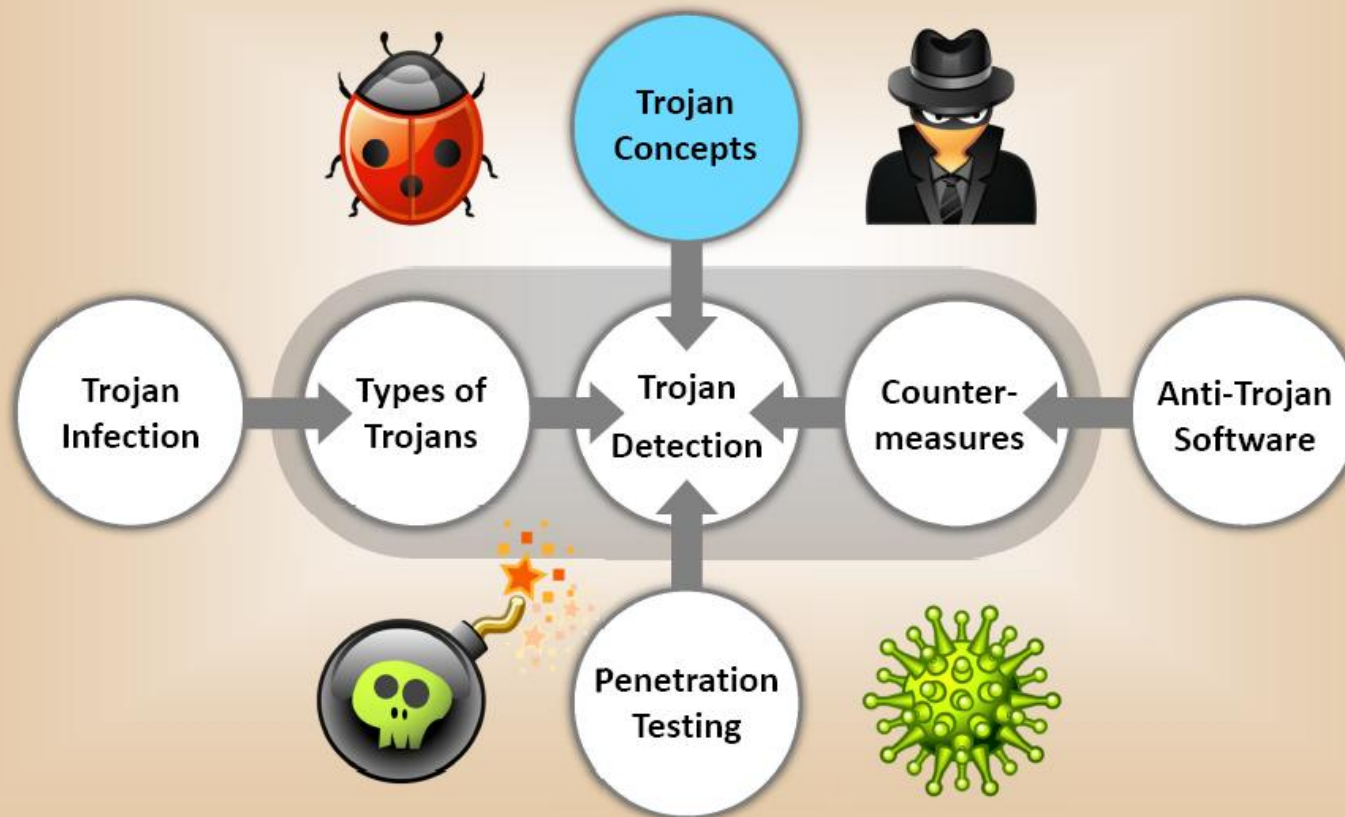 Trojan
Concepts
Trojan
Infection
Types of
Trojans
Trojan
Detection
Counter-
measures
Anti-Trojan
Software
Penetration
Testing